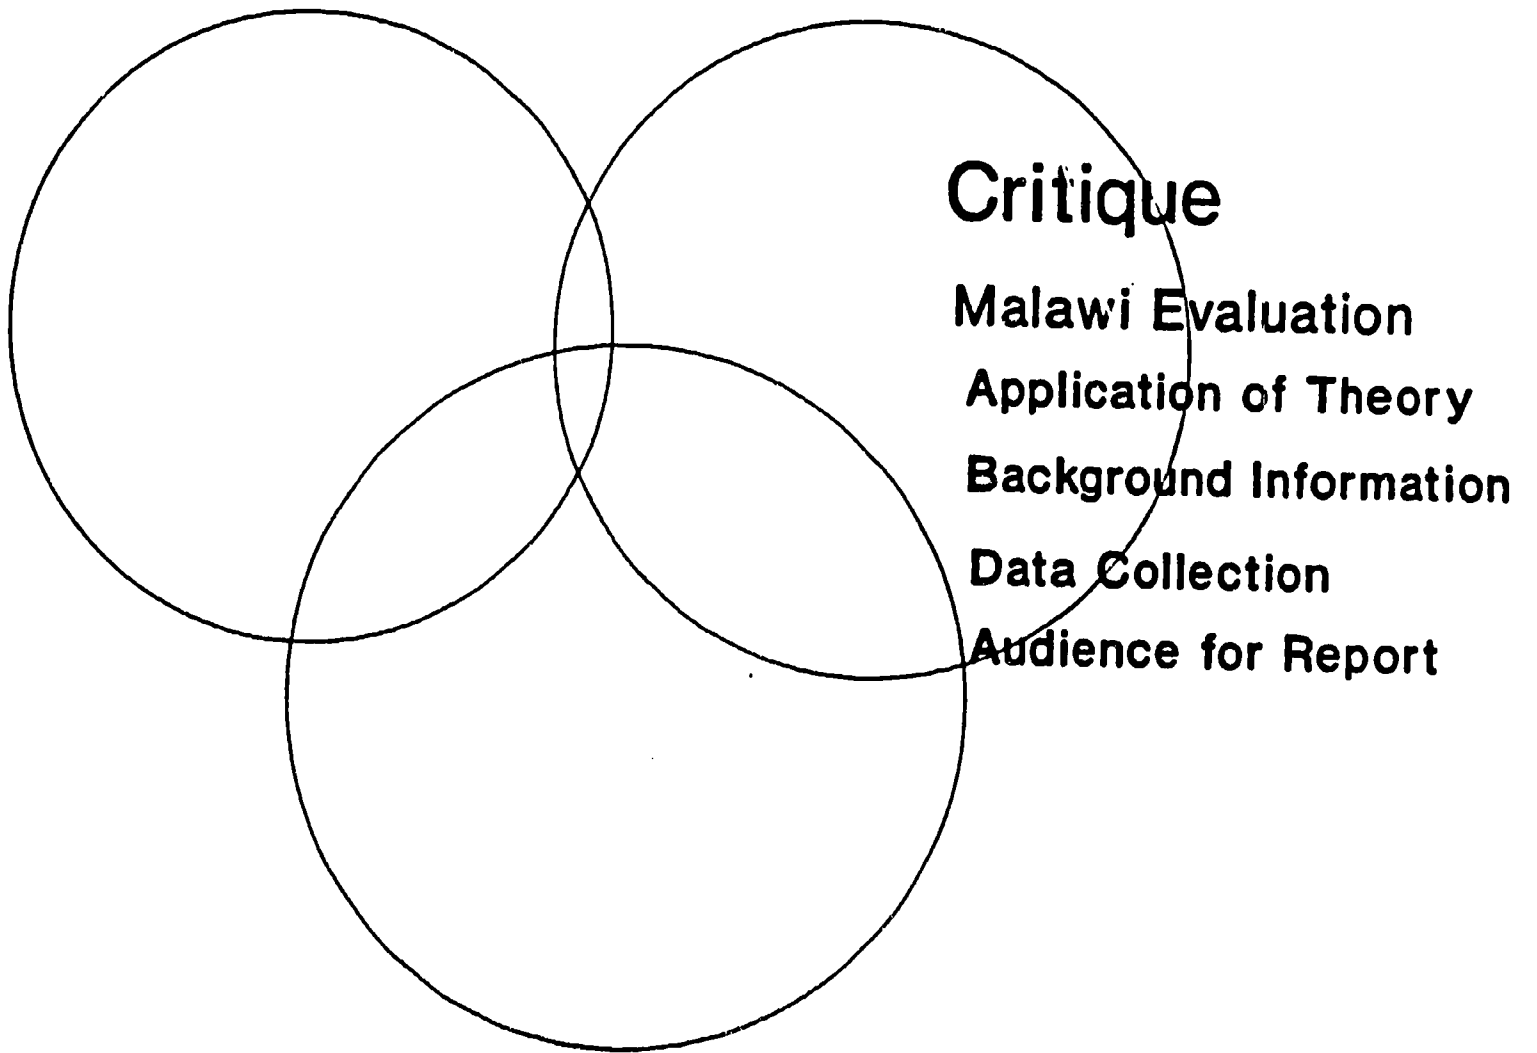 Critique
Malawi Evaluation
Application of Theory
Background Information
Data Collection
Audience for Report